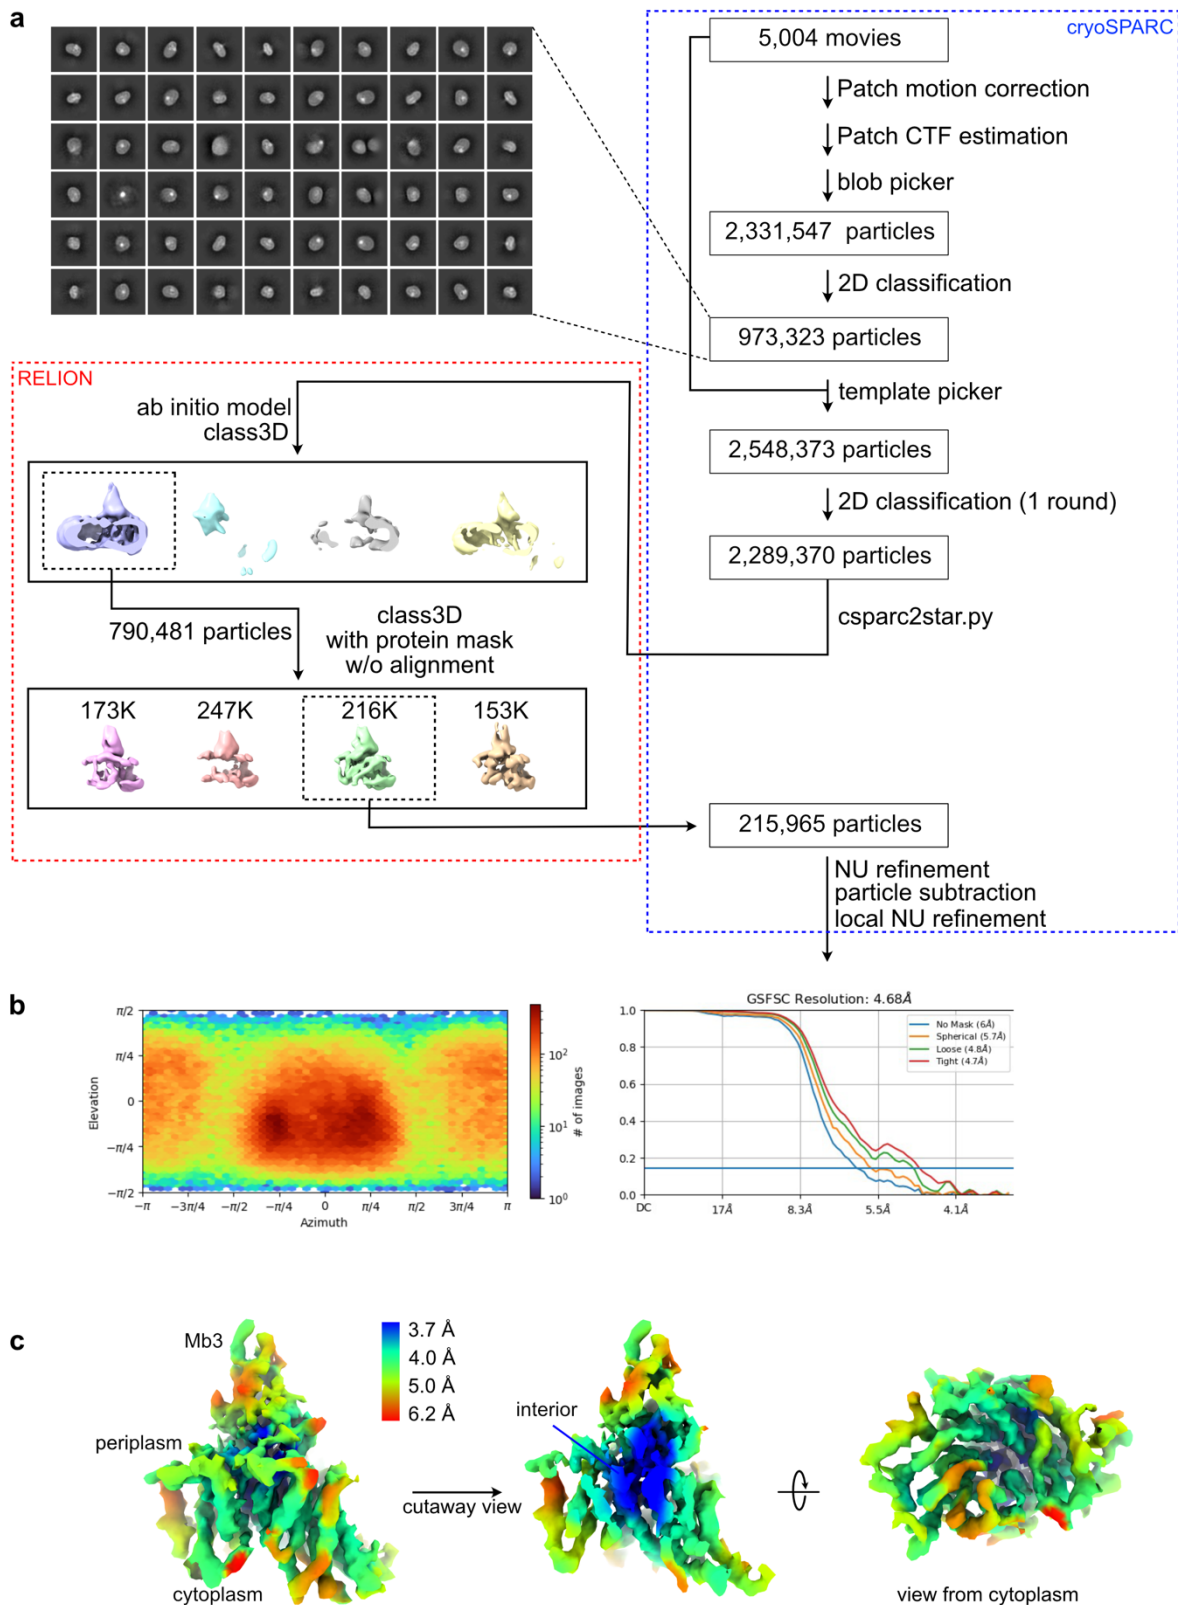 a
cryoSPARC
5,004 movies
Patch motion correction
Patch CTF estimation
blob picker
2,331,547 particles
2D classification
973,323 particles
template picker
2,548,373 particles
2D classification (1 round)
2,289,370 particles
csparc2star.py
RELION
ab initio model
class3D
790,481 particles
class3D
with protein mask
w/o alignment
173K
247K
216K
153K
215,965 particles
NU refinement
particle subtraction
local NU refinement
b
π/2
π/4
0
−π/4
−π/2
Elevation
−π
−3π/4
−π/2
−π/4
0
π/4
π/2
3π/4
π
Azimuth
10²
10¹
10⁰
# of images
GSFSC Resolution: 4.68Å
1.0
0.8
0.6
0.4
0.2
0.0
No Mask (6Å)
Spherical (5.7Å)
Loose (4.8Å)
Tight (4.7Å)
DC
17Å
8.3Å
5.5Å
4.1Å
c
Mb3
3.7 Å
4.0 Å
5.0 Å
6.2 Å
periplasm
cytoplasm
cutaway view
interior
view from cytoplasm